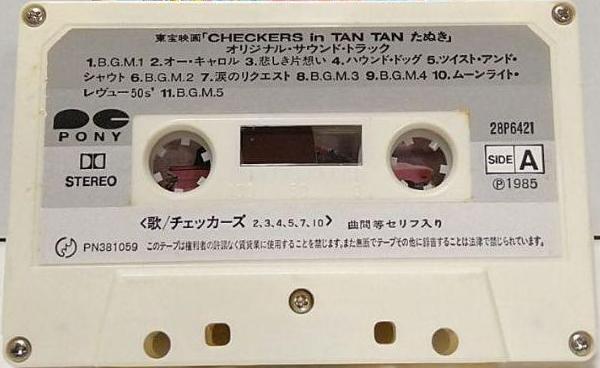 東宝映画「CHECKERS in TAN TAN たぬき」
オリジナル・サウンド・トラック
1.B.G.M.1 2.オー・キャロル 3.悲しき片想い 4.ハウンド・ドッグ 5.ツイスト・アンド・
シャウト 6.B.G.M.2 7.涙のリクエスト 8.B.G.M.3 9.B.G.M.4 10.ムーンライト・
レヴュー50s' 11.B.G.M.5
PONY
28P6421
STEREO
SIDE A
Ⓟ1985
〈歌/チェッカーズ 2,3,4,5,7,10〉 曲間等セリフ入り
PN381059 このテープは権利者の許諾なく賃貸業に使用することを禁じます。また無断でテープその他に録音することは法律で禁じられています。